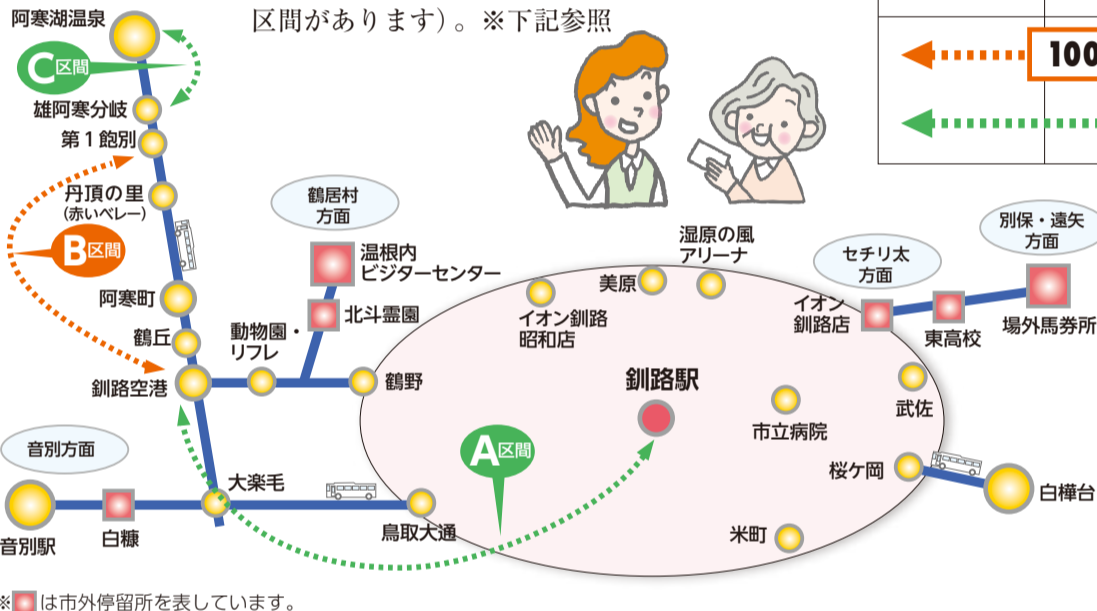 区間があります)。※下記参照
100
阿寒湖温泉
C区間
雄阿寒分岐
第1飽別
丹頂の里
(赤いベレー)
B区間
阿寒町
鶴丘
釧路空港
動物園・
リフレ
鶴居村
方面
温根内
ビジターセンター
北斗霊園
鶴野
イオン釧路
昭和店
美原
湿原の風
アリーナ
セチリ太
方面
別保・遠矢
方面
イオン
釧路店
東高校
場外馬券所
釧路駅
市立病院
武佐
桜ケ岡
白樺台
米町
A区間
音別方面
音別駅
白糠
大楽毛
鳥取大通
※は市外停留所を表しています。